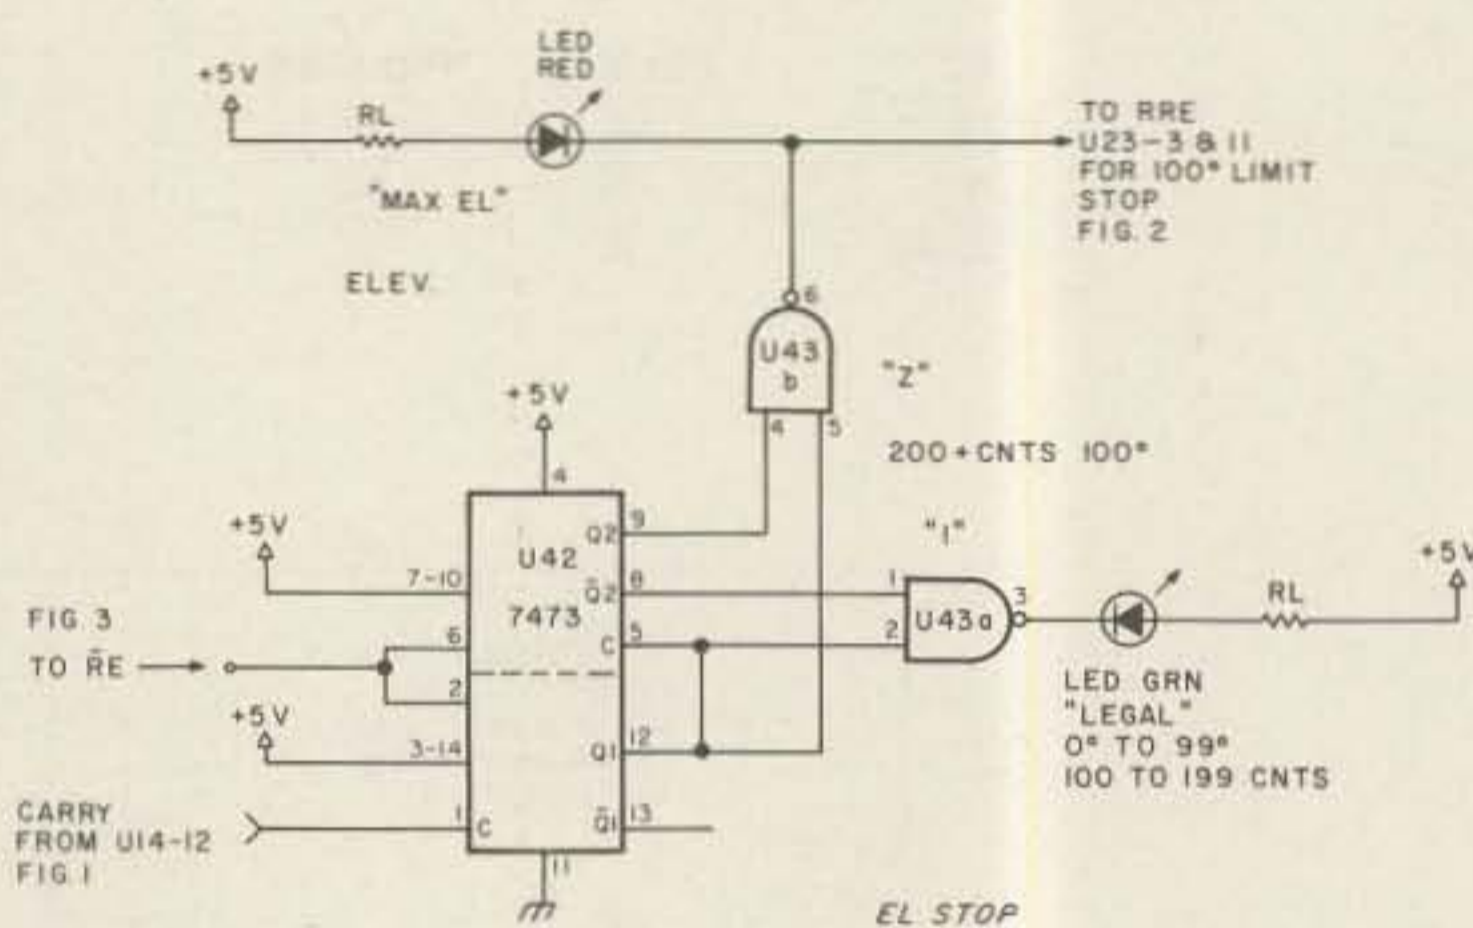 LED
RED
+5V
RL
TO RRE
U23-3 & 11
FOR 100° LIMIT
STOP
FIG. 2
"MAX EL"
ELEV.
6
U43
b
"Z"
4
5
+5V
4
200+CNTS 100°
+5V
7-10
U42
7473
Q2
9
Q̄2
8
"1"
+5V
1
2
U43a
3
RL
FIG 3
TO R̄E
6
2
C
5
+5V
3-14
Q1
12
LED GRN
"LEGAL"
0° TO 99°
100 TO 199 CNTS
CARRY
FROM U14-12
FIG. 1
1
C
Q̄1
13
11
EL STOP